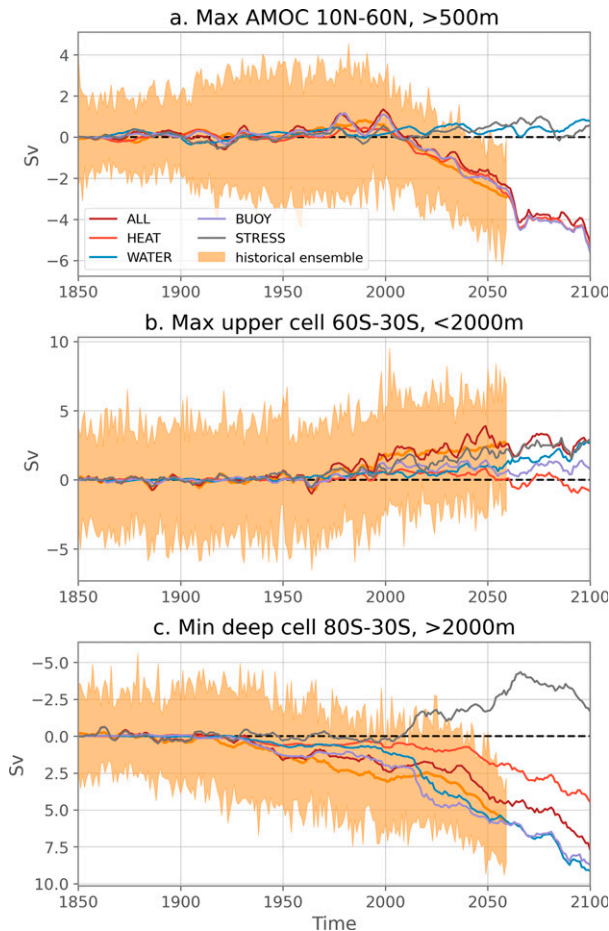 a. Max AMOC 10N-60N, >500m
4
2
0
−2
−4
−6
Sv
ALL
HEAT
WATER
BUOY
STRESS
historical ensemble
1850 1900 1950 2000 2050 2100
b. Max upper cell 60S-30S, <2000m
10
5
0
−5
Sv
1850 1900 1950 2000 2050 2100
c. Min deep cell 80S-30S, >2000m
−5.0
−2.5
0.0
2.5
5.0
7.5
10.0
Sv
1850 1900 1950 2000 2050 2100
Time